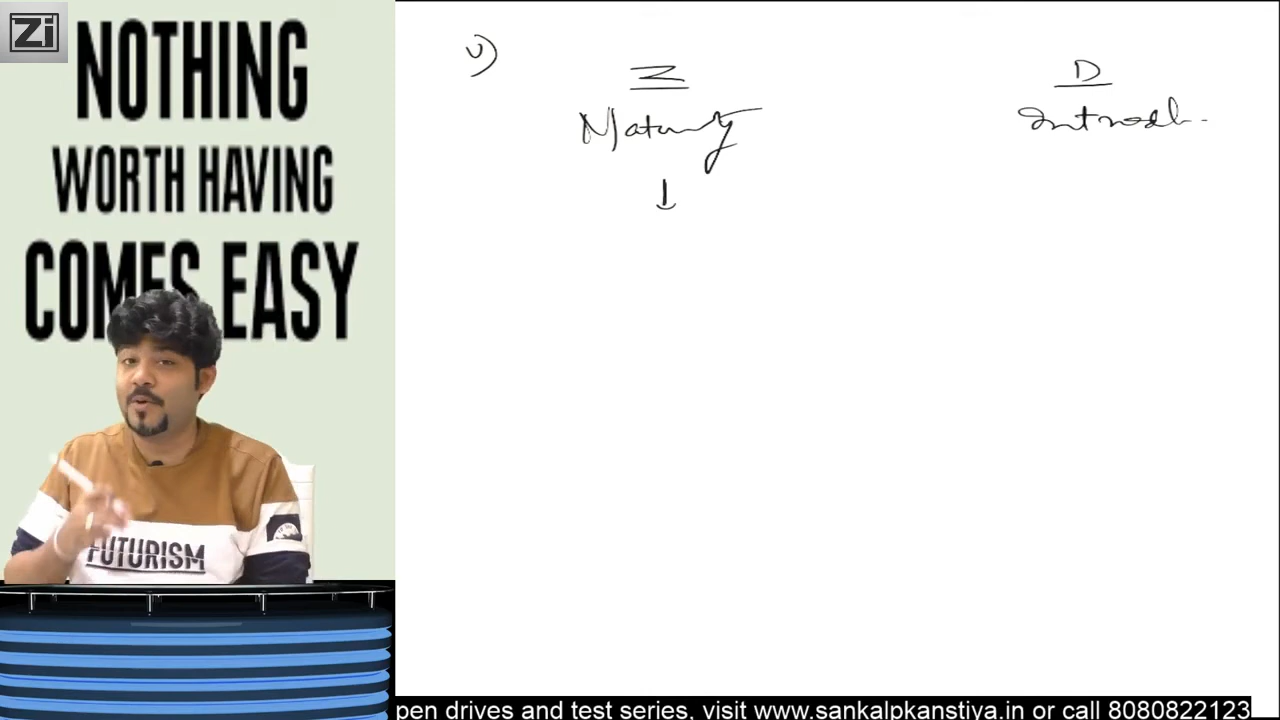 Zi
NOTHING
WORTH HAVING
COMES EASY
FUTURISM
v)
Z
D
Maturity
Introdn.
pen drives and test series, visit www.sankalpkanstiya.in or call 8080822123